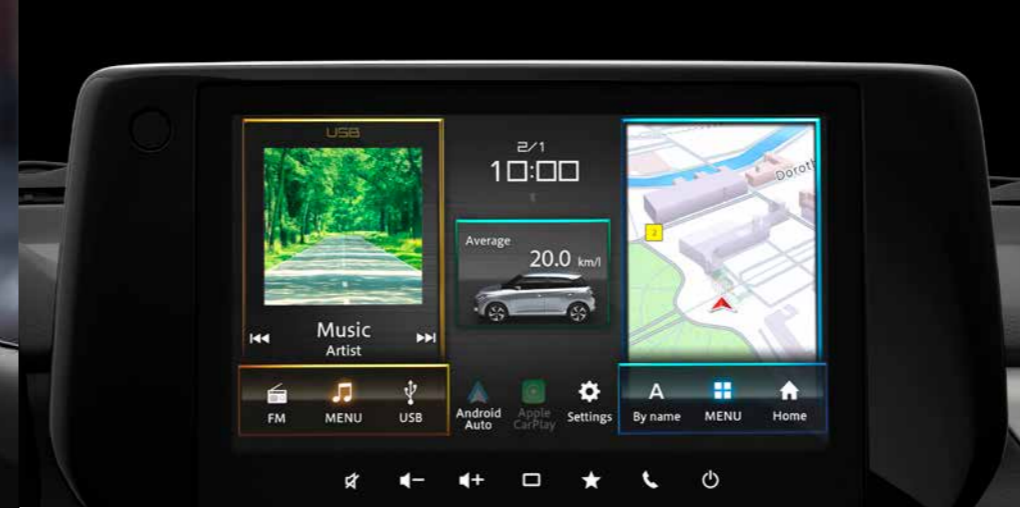 USB
Music
Artist
FM
MENU
USB
2/1
10:00
Average
20.0 km/l
Android
Auto
Apple
CarPlay
Settings
Dorot
2
A
By name
MENU
Home